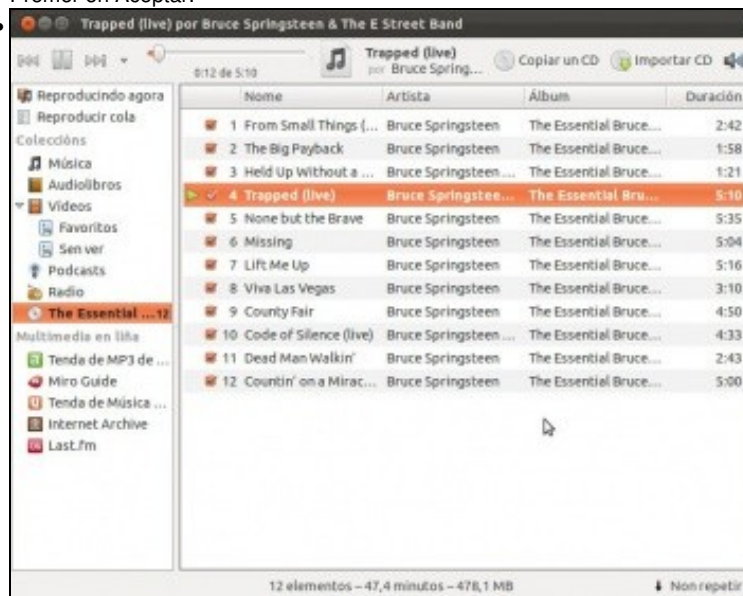 Premer en Aceptar.
Trapped (live) por Bruce Springsteen & The E Street Band
0:12 de 5:10
Trapped (live)
por Bruce Spring...
Copiar un CD
Importar CD
Reproducindo agora
Reproducir cola
Coleccións
Música
Audiolibros
Vídeos
Favoritos
Sen ver
Podcasts
Radio
The Essential ...12
Multimedia en liña
Tenda de MP3 de ...
Miro Guide
Tenda de Música ...
Internet Archive
Last.fm
Nome Artista Álbum Duración
1 From Small Things (... Bruce Springsteen The Essential Bruce.... 2:42
2 The Big Payback Bruce Springsteen The Essential Bruce.... 1:58
3 Held Up Without a ... Bruce Springsteen .... The Essential Bruce.... 1:21
4 Trapped (live) Bruce Springstee... The Essential Bru... 5:10
5 None but the Brave Bruce Springsteen The Essential Bruce.... 5:35
6 Missing Bruce Springsteen The Essential Bruce.... 5:04
7 Lift Me Up Bruce Springsteen The Essential Bruce.... 5:16
8 Viva Las Vegas Bruce Springsteen The Essential Bruce.... 3:10
9 County Fair Bruce Springsteen The Essential Bruce.... 4:50
10 Code of Silence (live) Bruce Springsteen ... The Essential Bruce.... 4:33
11 Dead Man Walkin' Bruce Springsteen The Essential Bruce.... 2:43
12 Countin' on a Mirac... Bruce Springsteen The Essential Bruce.... 5:00
12 elementos – 47,4 minutos – 478,1 MB
Non repetir